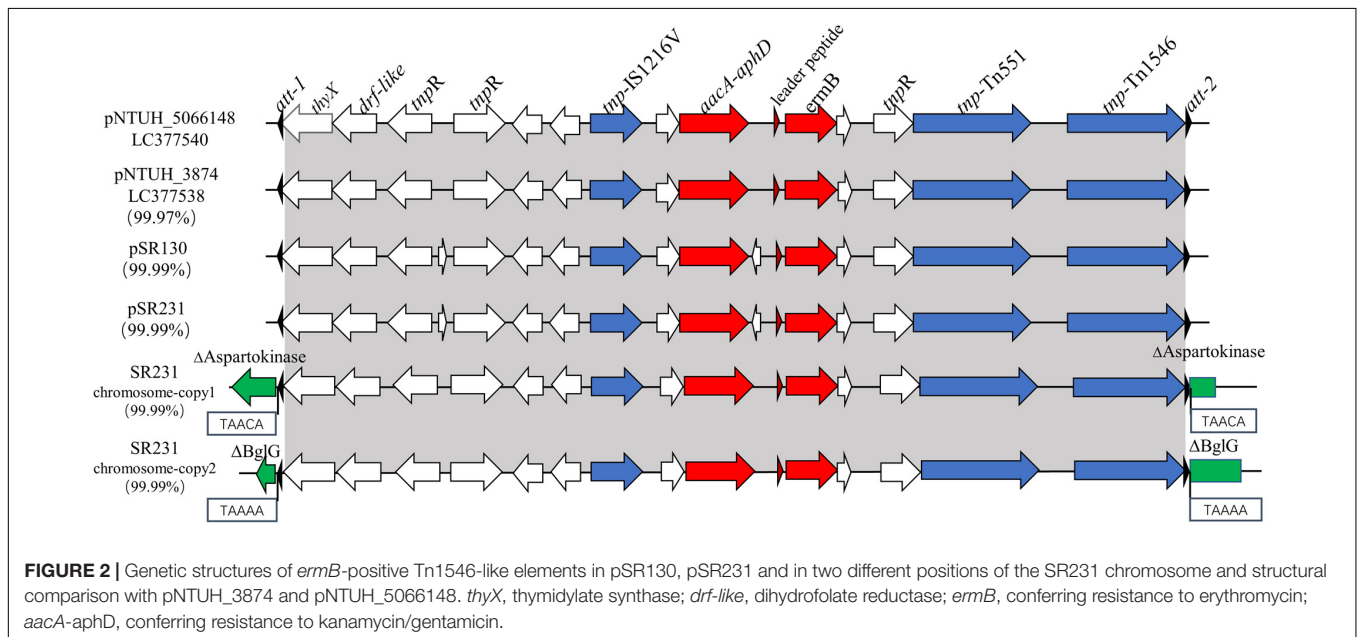 att-1
thyX
drf-like
tnpR
tnpR
tnp-IS1216V
aacA-aphD
leader peptide
ermB
tnpR
tnp-Tn551
tnp-Tn1546
att-2
pNTUH_5066148
LC377540
pNTUH_3874
LC377538
(99.97%)
pSR130
(99.99%)
pSR231
(99.99%)
ΔAspartokinase
ΔAspartokinase
SR231
chromosome-copy1
(99.99%)
TAACA
TAACA
SR231
chromosome-copy2
(99.99%)
ΔBglG
ΔBglG
TAAAA
TAAAA
FIGURE 2 | Genetic structures of ermB-positive Tn1546-like elements in pSR130, pSR231 and in two different positions of the SR231 chromosome and structural
comparison with pNTUH_3874 and pNTUH_5066148. thyX, thymidylate synthase; drf-like, dihydrofolate reductase; ermB, conferring resistance to erythromycin;
aacA-aphD, conferring resistance to kanamycin/gentamicin.